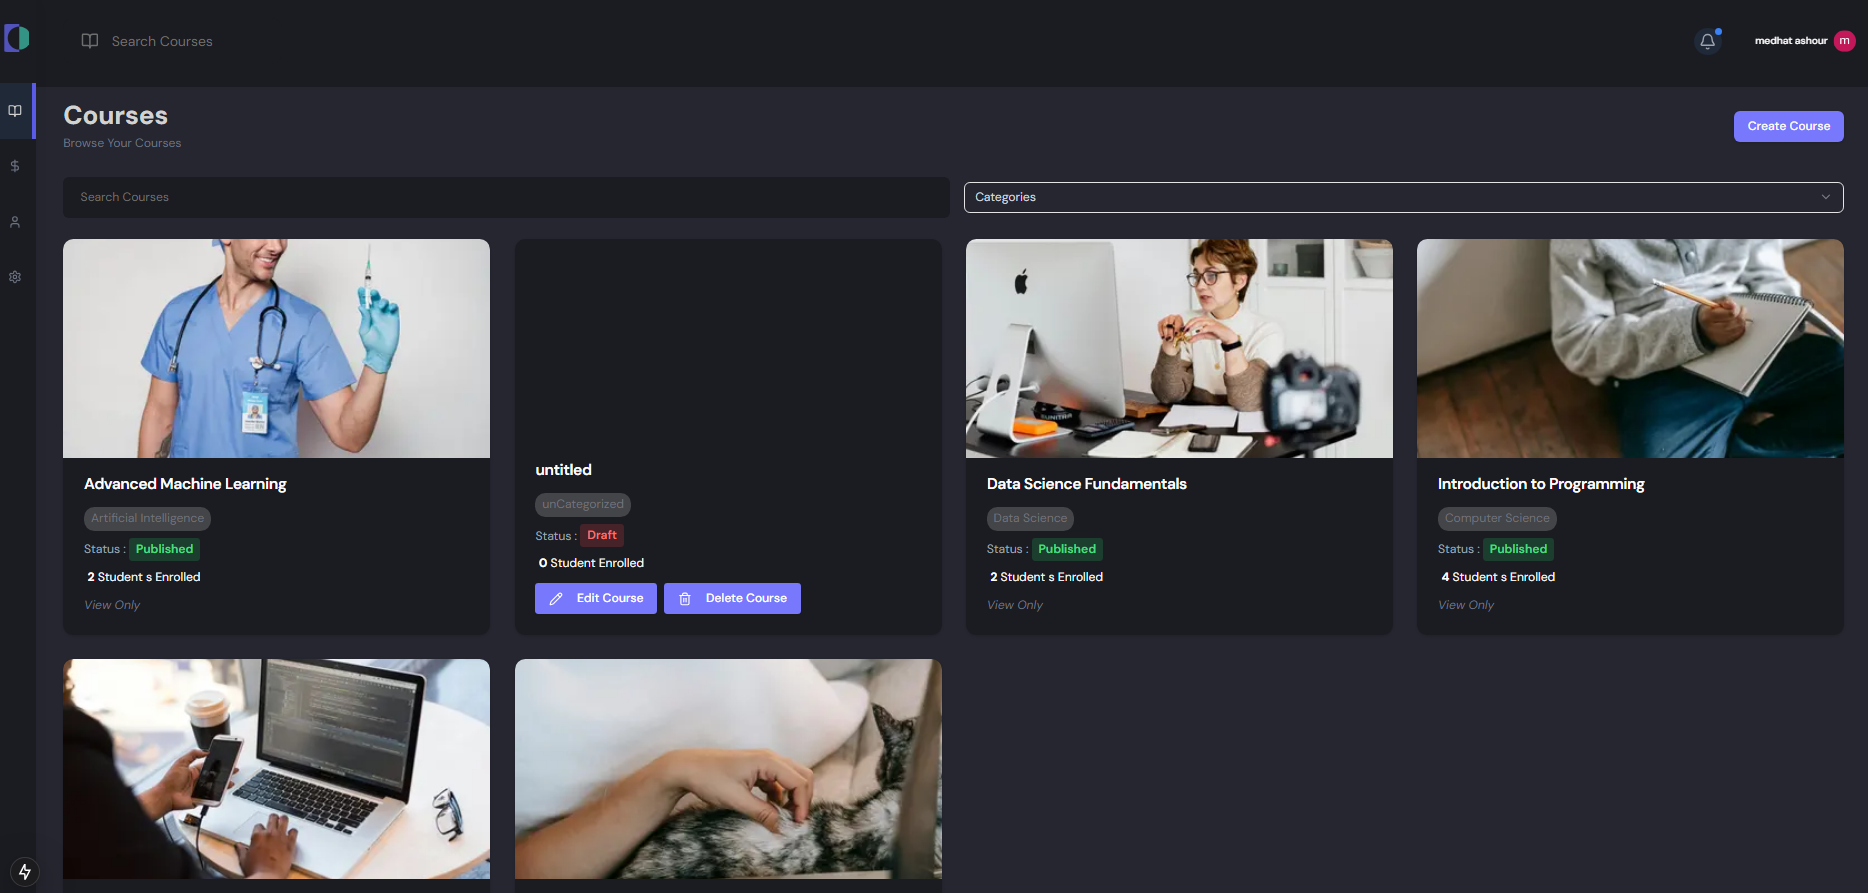 Search Courses
medhat ashour
m
Courses
Browse Your Courses
Create Course
Search Courses
Categories
Advanced Machine Learning
Artificial Intelligence
Status : Published
2 Student s Enrolled
View Only
untitled
unCategorized
Status : Draft
0 Student Enrolled
Edit Course
Delete Course
Data Science Fundamentals
Data Science
Status : Published
2 Student s Enrolled
View Only
Introduction to Programming
Computer Science
Status : Published
4 Student s Enrolled
View Only